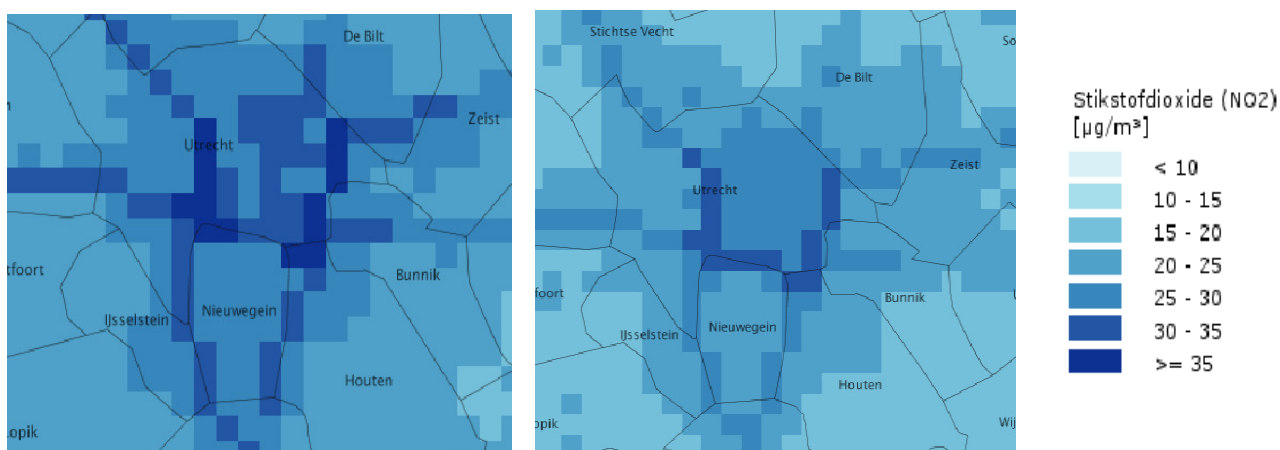 De Bilt
Zeist
Utrecht
tfoort
Bunnik
IJsselstein
Nieuwegein
Houten
opik
Stichtse Vecht
So
De Bilt
Zeist
Utrecht
foort
Bunnik
IJsselstein
Nieuwegein
Houten
pik
Wij
Stikstofdioxide (NO2)
[µg/m³]
< 10
10 - 15
15 - 20
20 - 25
25 - 30
30 - 35
>= 35